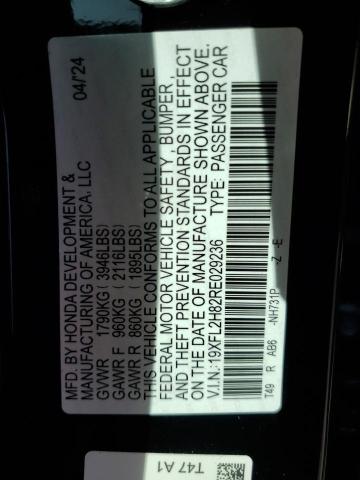 MFD. BY HONDA DEVELOPMENT & 04/'24
MANUFACTURING OF AMERICA, LLC
GVWR 1790KG (3946LBS)
GAWR F 960KG (2116LBS)
GAWR R 860KG (1895LBS)
THIS VEHICLE CONFORMS TO ALL APPLICABLE
FEDERAL MOTOR VEHICLE SAFETY, BUMPER,
AND THEFT PREVENTION STANDARDS IN EFFECT
ON THE DATE OF MANUFACTURE SHOWN ABOVE.
V.I.N.:19XFL2H82RE029236 TYPE: PASSENGER CAR
T49 R AB6 -NH731P -Z -E
T47 A1